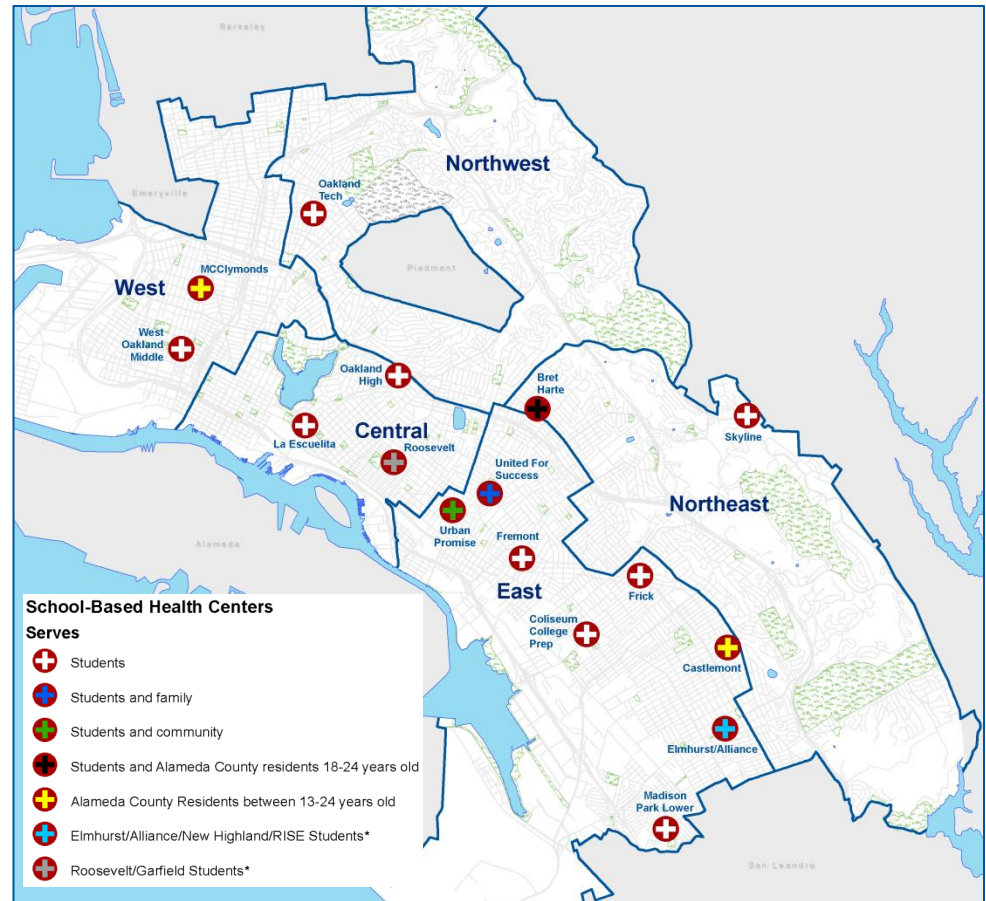 Berkeley
Northwest
Oakland
Tech
Emeryville
Piedmont
MCClymonds
West
West
Oakland
Middle
Oakland
High
Bret
Harte
Skyline
La Escuelita
Central
Roosevelt
United For
Success
Northeast
Urban
Promise
Fremont
Alameda
East
Frick
Coliseum
College
Prep
Castlemont
Elmhurst/Alliance
Madison
Park Lower
San Leandro
School-Based Health Centers
Serves
Students
Students and family
Students and community
Students and Alameda County residents 18-24 years old
Alameda County Residents between 13-24 years old
Elmhurst/Alliance/New Highland/RISE Students*
Roosevelt/Garfield Students*